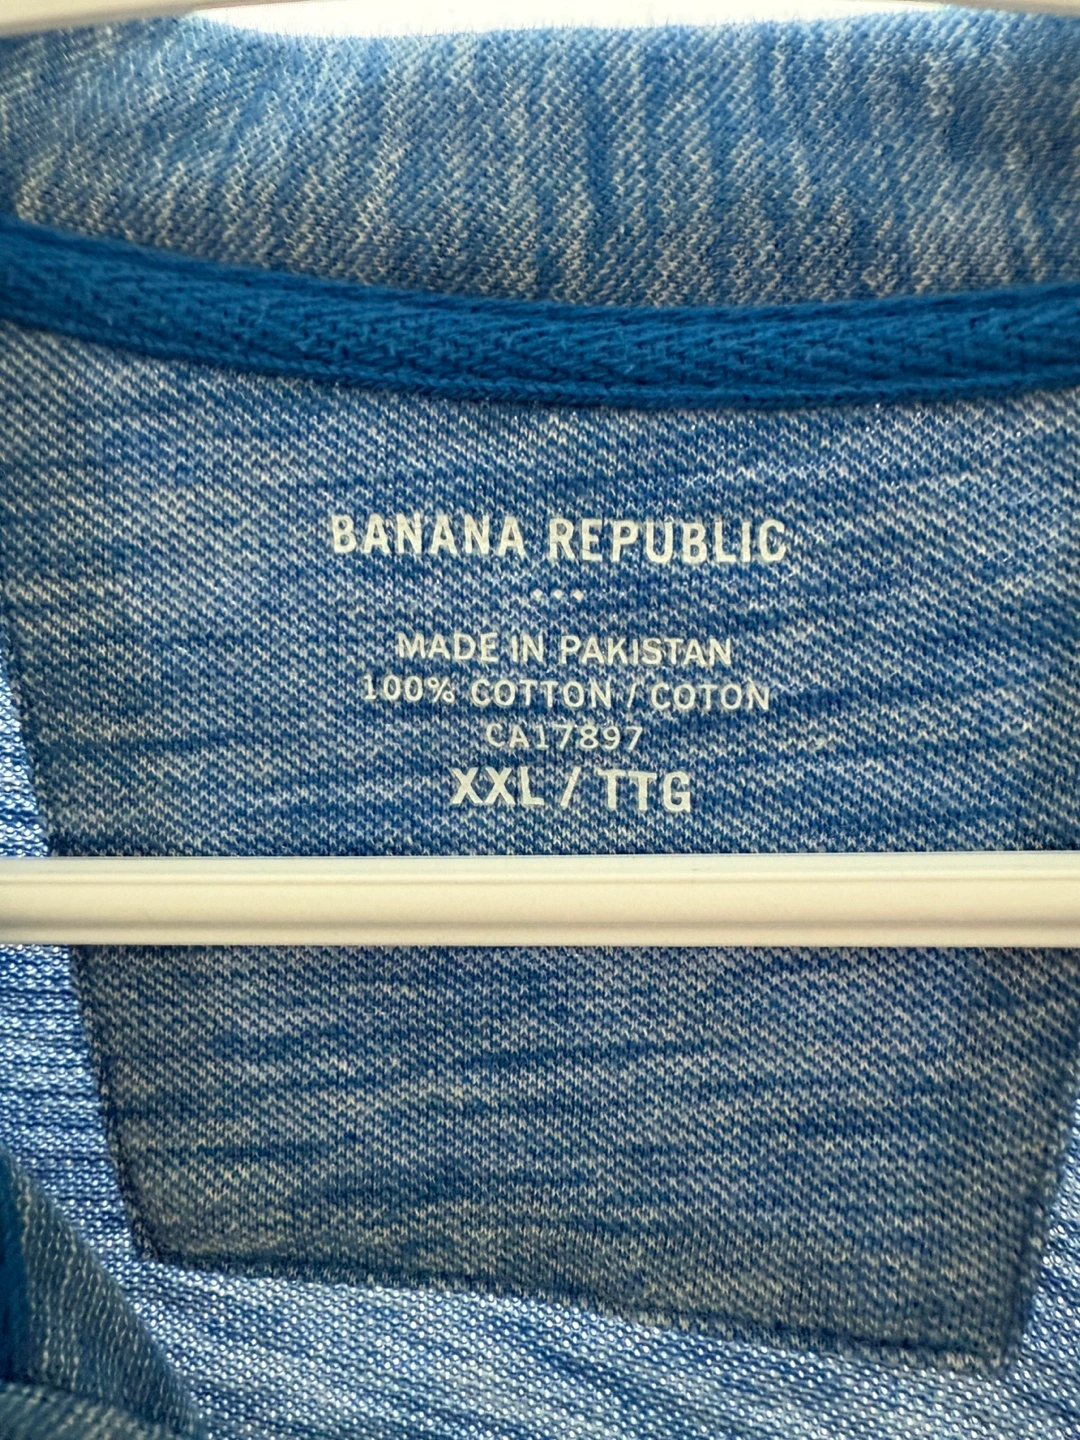 BANANA REPUBLIC
MADE IN PAKISTAN
100% COTTON / COTON
CA17897
XXL / TTG